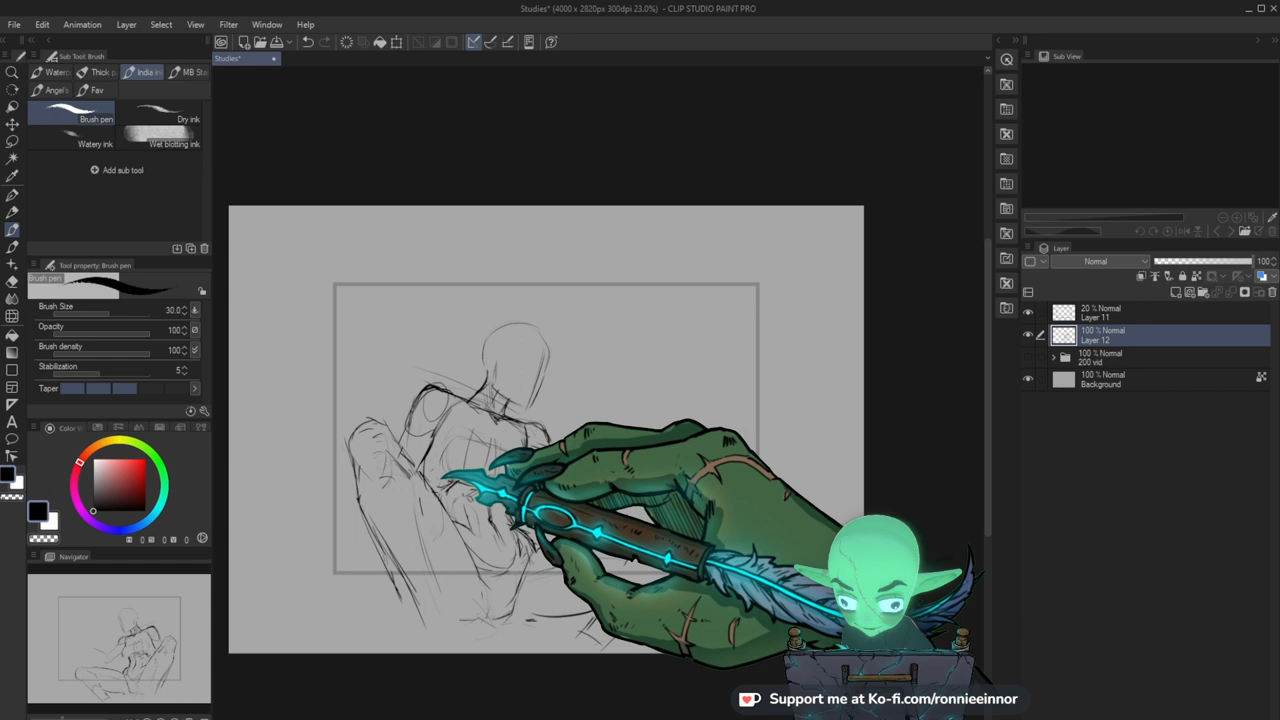 Studies* (4000 x 2820px 300dpi 23.0%) - CLIP STUDIO PAINT PRO
File Edit Animation Layer Select View Filter Window Help
Sub Tool: Brush
Studies*
Sub View
Waterc Thick p India in MB Sta
Angel's Fav
Brush pen
Dry ink
Watery ink
Wet blotting ink
Add sub tool
Tool property: Brush pen
Brush pen
Brush Size 30.0
Opacity 100
Brush density 100
Stabilization 5
Taper
Color W
0 0 0
Navigator
Layer
Normal 100
20 % Normal
Layer 11
100 % Normal
Layer 12
100 % Normal
200 vid
100 % Normal
Background
Support me at Ko-fi.com/ronnieeinnor